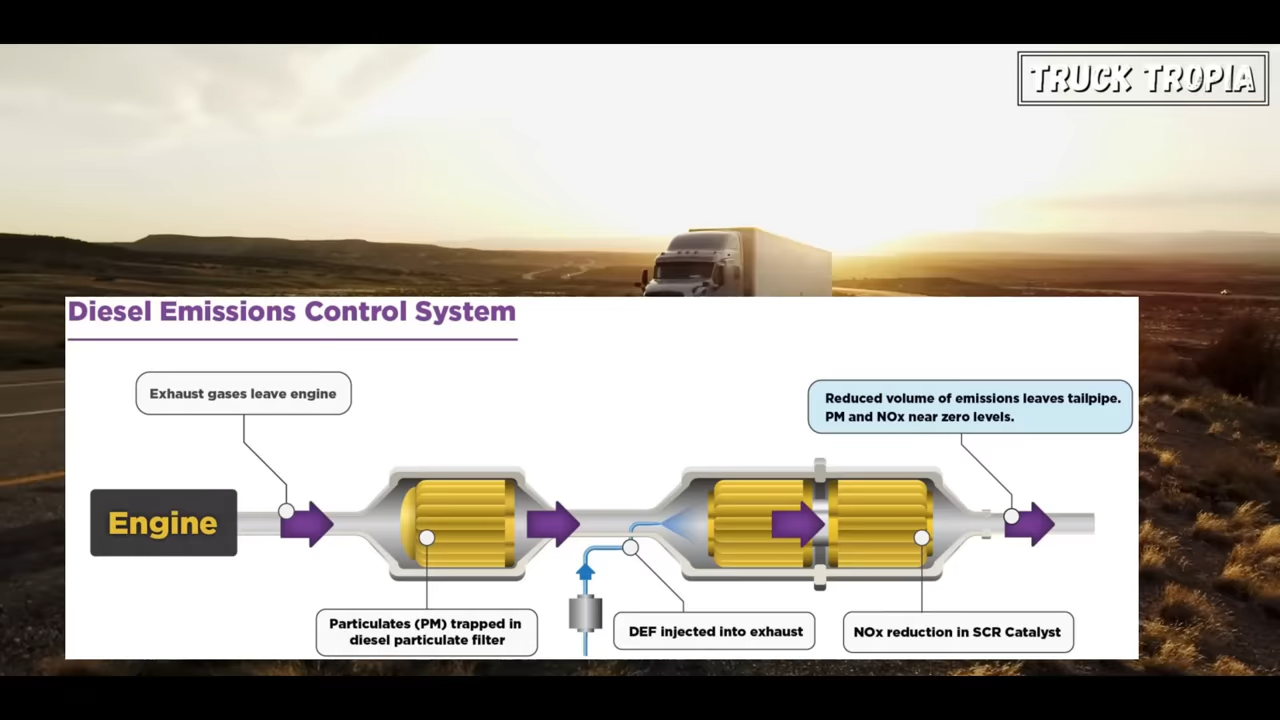 TRUCK TROPIA
Diesel Emissions Control System
Exhaust gases leave engine
Reduced volume of emissions leaves tailpipe.
PM and NOx near zero levels.
Engine
Particulates (PM) trapped in
diesel particulate filter
DEF injected into exhaust
NOx reduction in SCR Catalyst